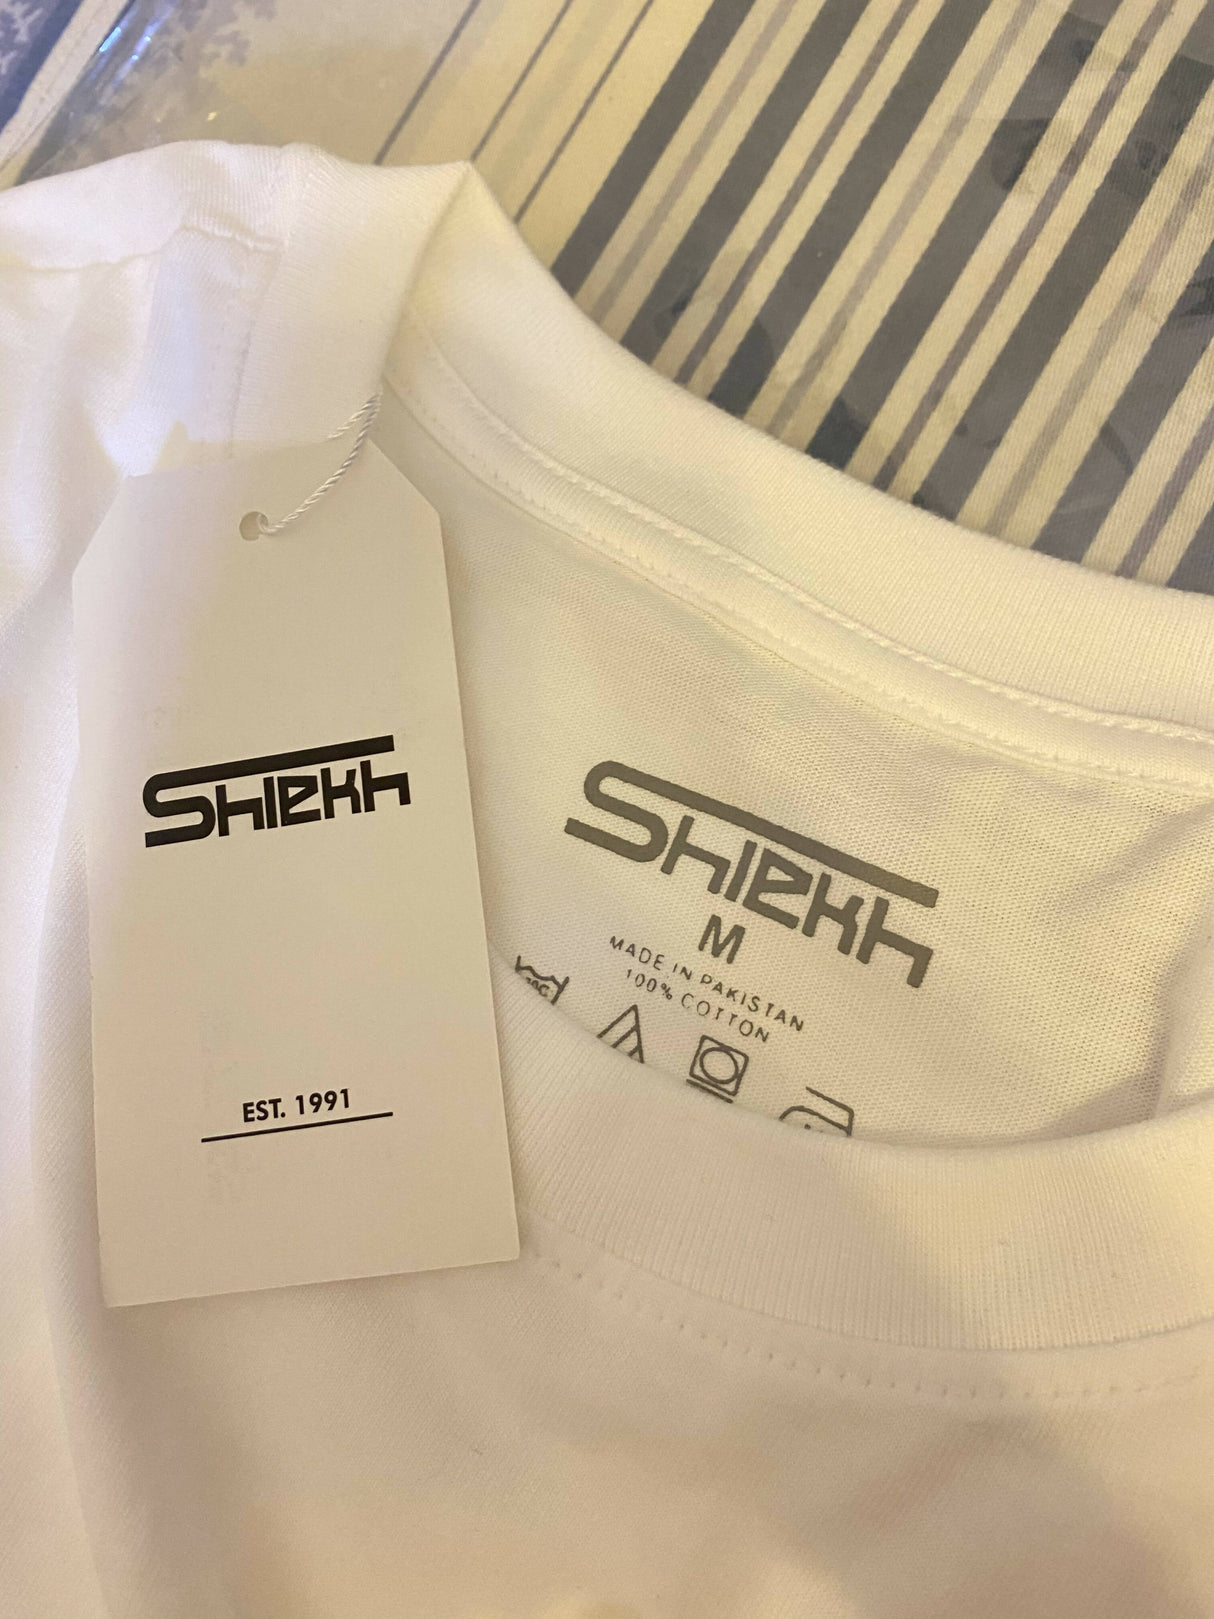 SHIEKH
EST. 1991
SHIEKH
M
MADE IN PAKISTAN
100% COTTON